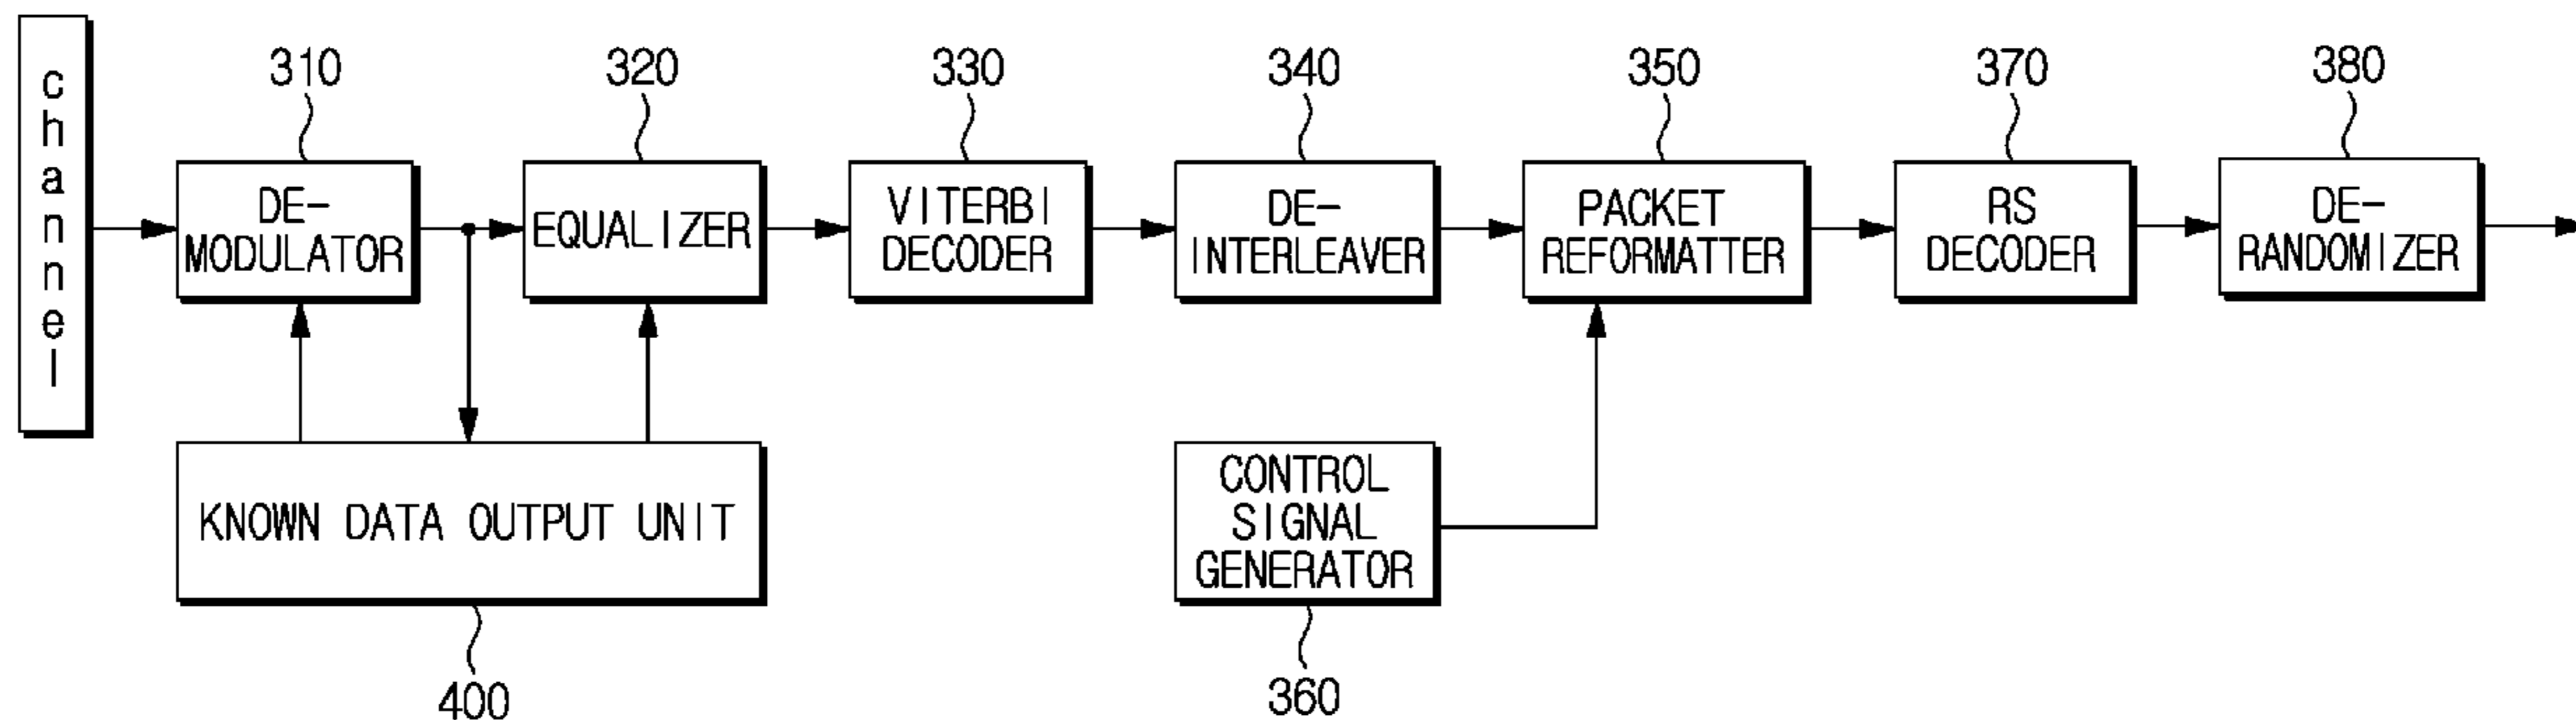 channel
310
320
330
340
350
370
380
DE-
MODULATOR
EQUALIZER
VITERBI
DECODER
DE-
INTERLEAVER
PACKET
REFORMATTER
RS
DECODER
DE-
RANDOMIZER
KNOWN DATA OUTPUT UNIT
CONTROL
SIGNAL
GENERATOR
400
360